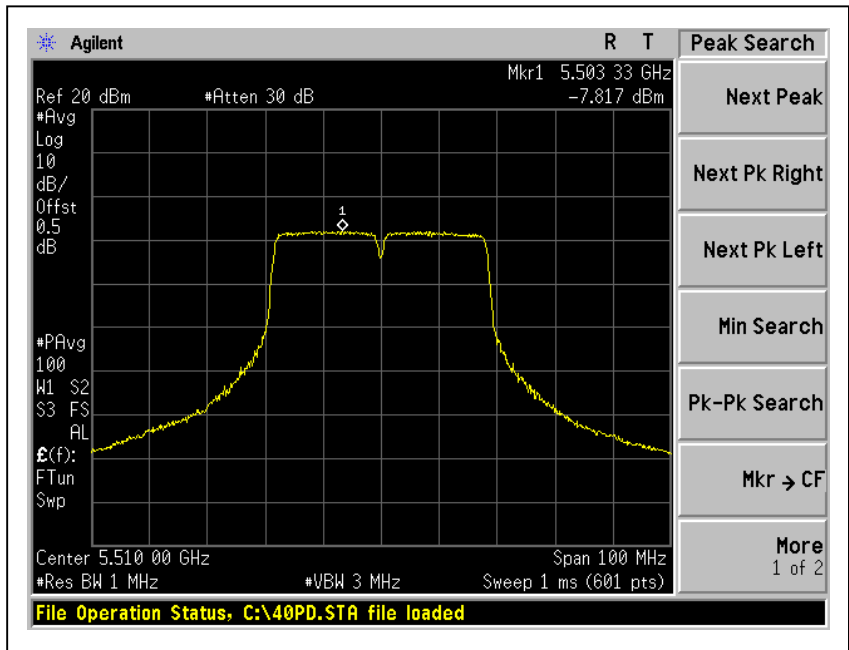 Agilent R T
Mkr1 5.503 33 GHz
Ref 20 dBm #Atten 30 dB -7.817 dBm
#Avg
Log
10
dB/
Offst
0.5
dB
1
#PAvg
100
W1 S2
S3 FS
AL
£(f):
FTun
Swp
Center 5.510 00 GHz Span 100 MHz
#Res BW 1 MHz #VBW 3 MHz Sweep 1 ms (601 pts)
File Operation Status, C:\40PD.STA file loaded
Peak Search
Next Peak
Next Pk Right
Next Pk Left
Min Search
Pk-Pk Search
Mkr → CF
More
1 of 2